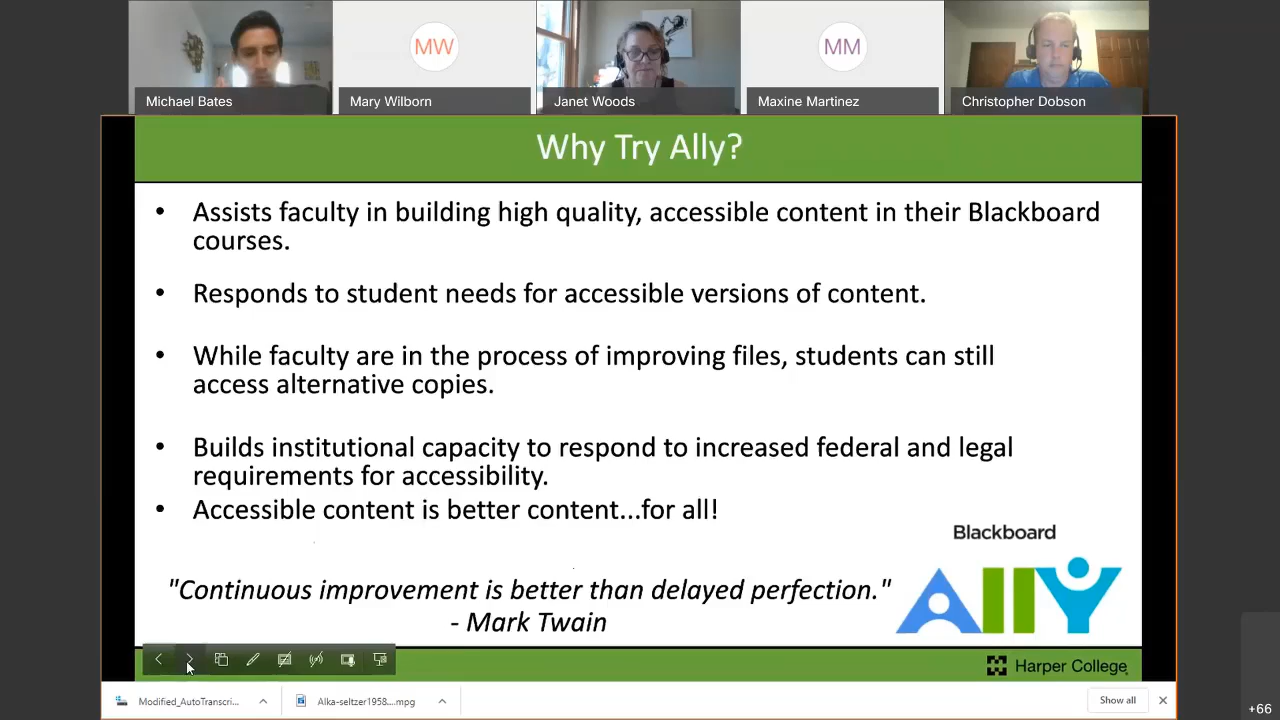 MW
MM
Michael Bates
Mary Wilborn
Janet Woods
Maxine Martinez
Christopher Dobson
Why Try Ally?
• Assists faculty in building high quality, accessible content in their Blackboard
courses.
• Responds to student needs for accessible versions of content.
• While faculty are in the process of improving files, students can still
access alternative copies.
• Builds institutional capacity to respond to increased federal and legal
requirements for accessibility.
• Accessible content is better content...for all!
Blackboard
Ally
"Continuous improvement is better than delayed perfection."
- Mark Twain
Harper College
Modified_AutoTranscri...
Alka-seltzer1958....mpg
Show all
+66